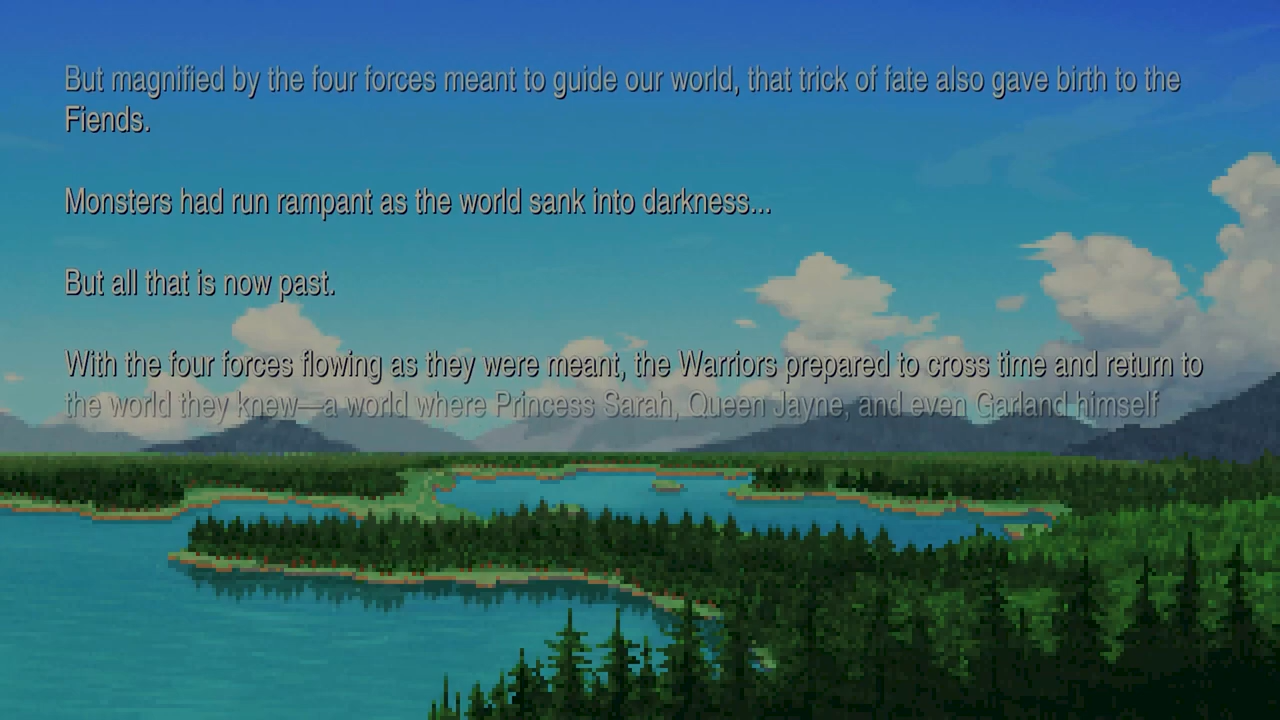 But magnified by the four forces meant to guide our world, that trick of fate also gave birth to the
Fiends.
Monsters had run rampant as the world sank into darkness...
But all that is now past.
With the four forces flowing as they were meant, the Warriors prepared to cross time and return to
the world they knew—a world where Princess Sarah, Queen Jayne, and even Garland himself